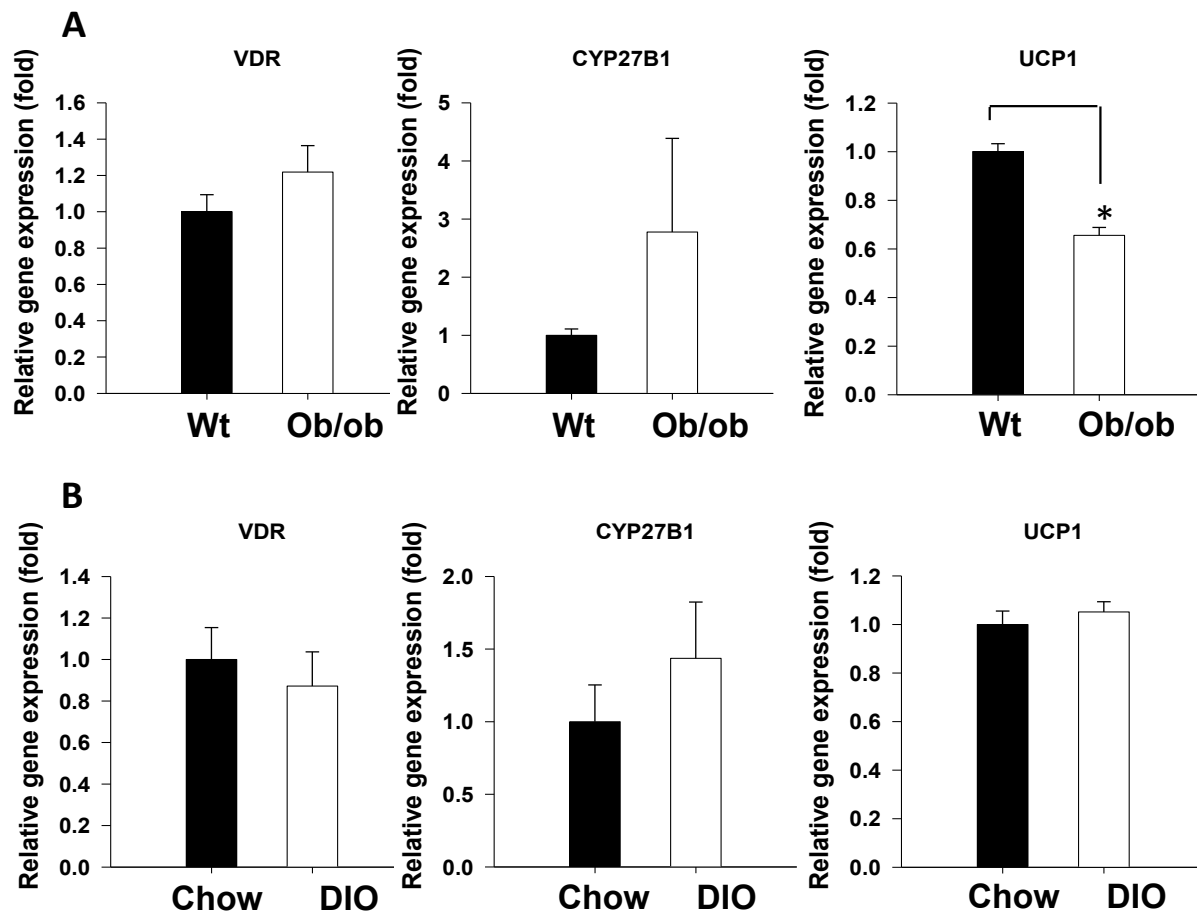 A
VDR
CYP27B1
UCP1
Relative gene expression (fold)
1.6
1.4
1.2
1.0
0.8
0.6
0.4
0.2
0.0
Wt Ob/ob
Relative gene expression (fold)
5
4
3
2
1
0
Wt Ob/ob
Relative gene expression (fold)
1.2
1.0
0.8
0.6
0.4
0.2
0.0
*
Wt Ob/ob
B
VDR
CYP27B1
UCP1
Relative gene expression (fold)
1.4
1.2
1.0
0.8
0.6
0.4
0.2
0.0
Chow DIO
Relative gene expression (fold)
2.0
1.5
1.0
0.5
0.0
Chow DIO
Relative gene expression (fold)
1.2
1.0
0.8
0.6
0.4
0.2
0.0
Chow DIO